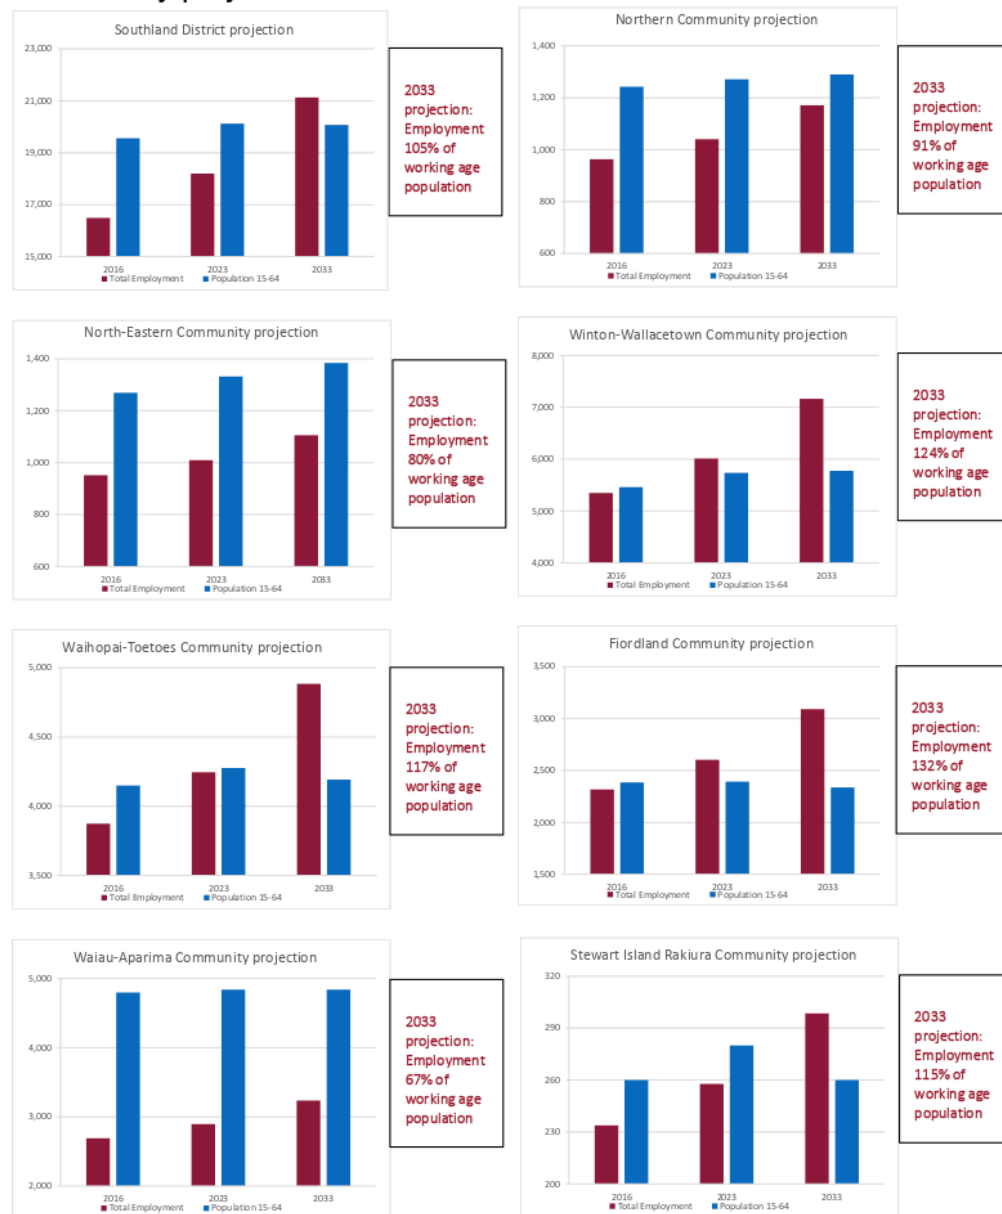 Southland District projection
23,000
21,000
19,000
17,000
15,000
2016
2023
2033
Total Employment
Population 15-64
2033
projection:
Employment
105% of
working age
population
Northern Community projection
1,400
1,200
1,000
800
600
2016
2023
2033
Total Employment
Population 15-64
2033
projection:
Employment
91% of
working age
population
North-Eastern Community projection
1,400
1,200
1,000
800
600
2016
2023
2033
Total Employment
Population 15-64
2033
projection:
Employment
80% of
working age
population
Winton-Wallacetown Community projection
8,000
7,000
6,000
5,000
4,000
2016
2023
2033
Total Employment
Population 15-64
2033
projection:
Employment
124% of
working age
population
Waihopai-Toetoes Community projection
5,000
4,500
4,000
3,500
2016
2023
2033
Total Employment
Population 15-64
2033
projection:
Employment
117% of
working age
population
Fiordland Community projection
3,500
3,000
2,500
2,000
1,500
2016
2023
2033
Total Employment
Population 15-64
2033
projection:
Employment
132% of
working age
population
Waiau-Aparima Community projection
5,000
4,000
3,000
2,000
2016
2023
2033
Total Employment
Population 15-64
2033
projection:
Employment
67% of
working age
population
Stewart Island Rakiura Community projection
320
290
260
230
200
2016
2023
2033
Total Employment
Population 15-64
2033
projection:
Employment
115% of
working age
population